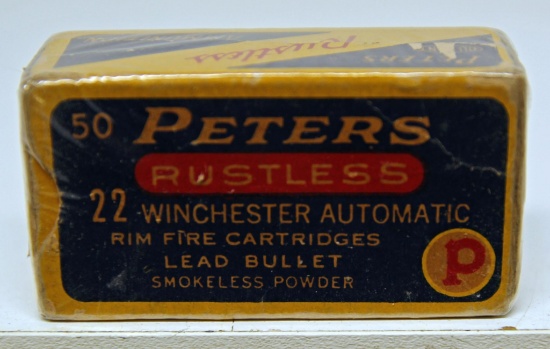 "Rustless"
PETERS
50 PETERS
RUSTLESS
22 WINCHESTER AUTOMATIC
RIM FIRE CARTRIDGES
LEAD BULLET
SMOKELESS POWDER
P